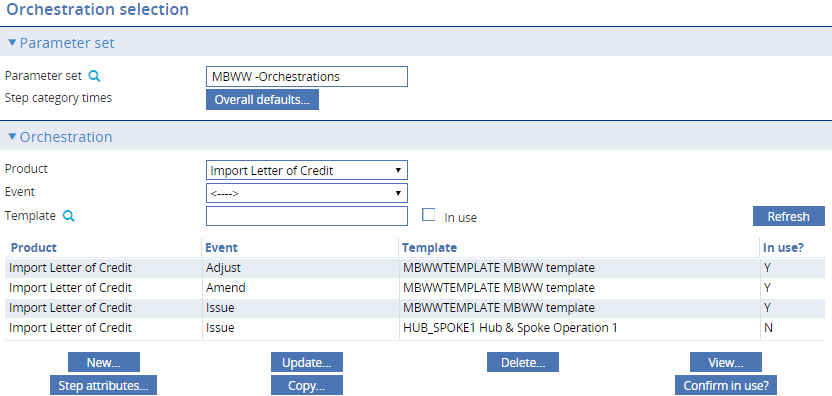 Orchestration selection
Parameter set
Parameter set MBWW -Orchestrations
Step category times Overall defaults...
Orchestration
Product Import Letter of Credit
Event <---->
Template In use Refresh
Product Event Template In use?
Import Letter of Credit Adjust MBWWTEMPLATE MBWW template Y
Import Letter of Credit Amend MBWWTEMPLATE MBWW template Y
Import Letter of Credit Issue MBWWTEMPLATE MBWW template Y
Import Letter of Credit Issue HUB_SPOKE1 Hub & Spoke Operation 1 N
New... Update... Delete... View...
Step attributes... Copy... Confirm in use?